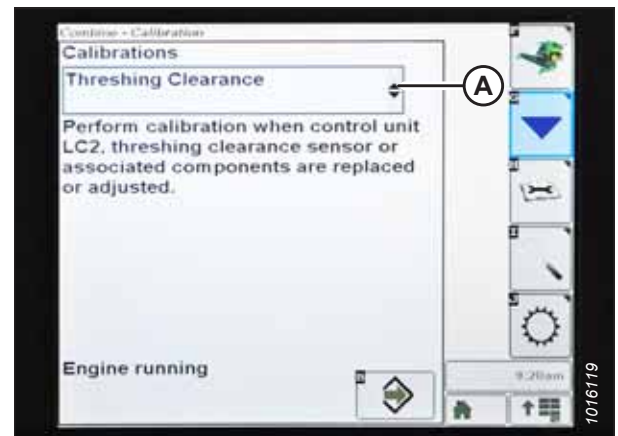 Combine - Calibration
Calibrations
Threshing Clearance
A
Perform calibration when control unit
LC2, threshing clearance sensor or
associated components are replaced
or adjusted.
Engine running
9:20am
1016119